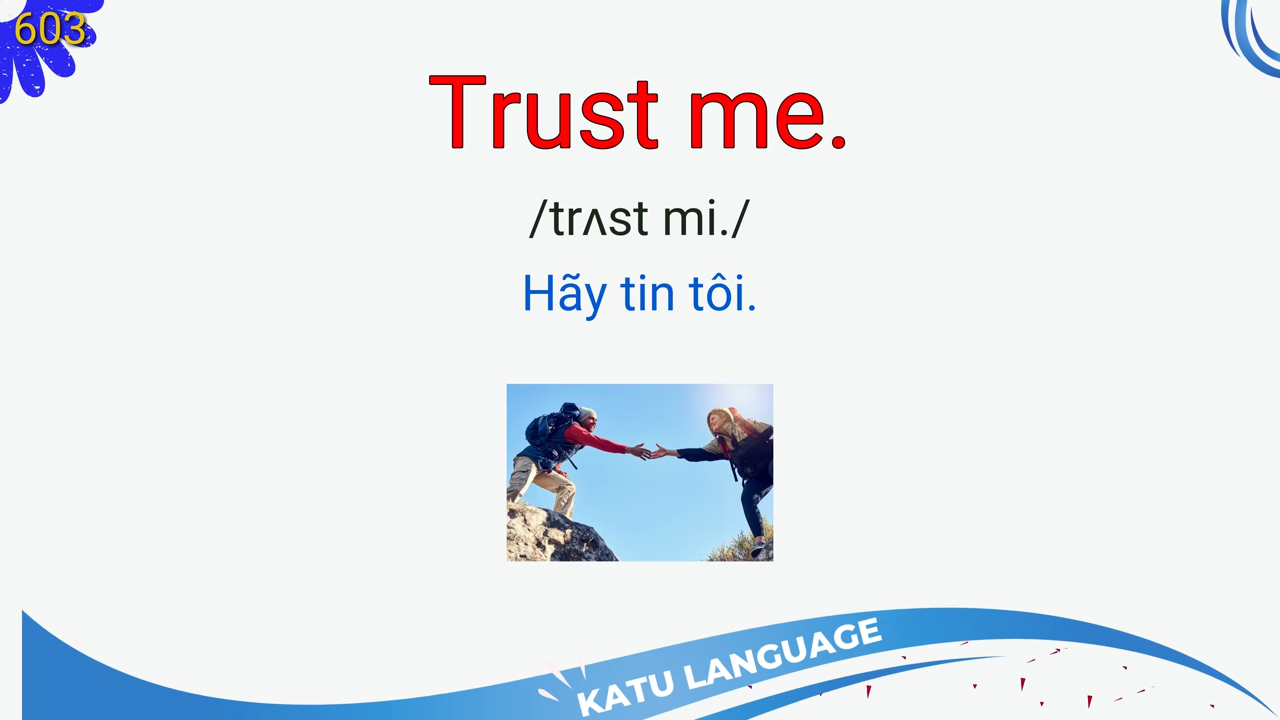 603
Trust me.
/trʌst mi./
Hãy tin tôi.
KATU LANGUAGE